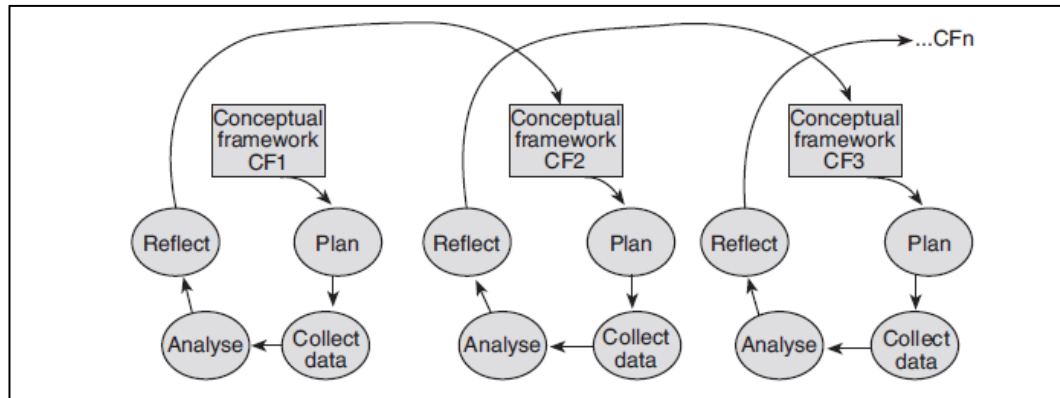 ...CFn
Conceptual
framework
CF1
Conceptual
framework
CF2
Conceptual
framework
CF3
Reflect
Plan
Reflect
Plan
Reflect
Plan
Analyse
Collect
data
Analyse
Collect
data
Analyse
Collect
data